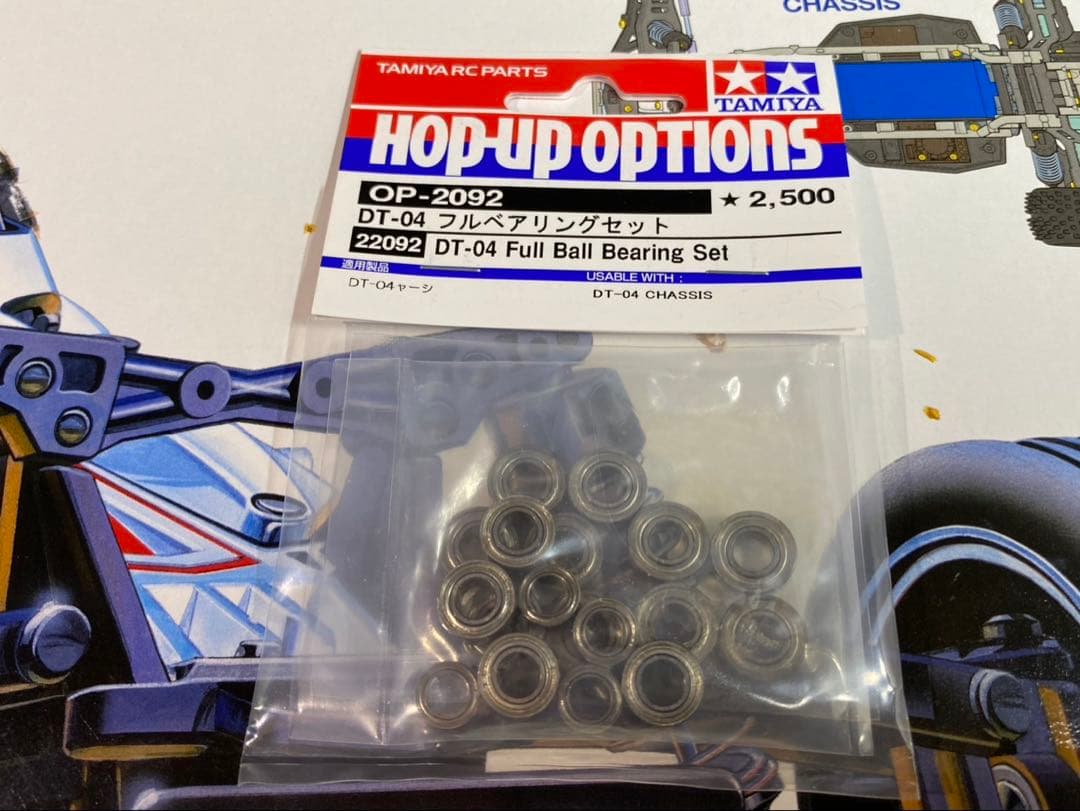 CHASSIS
TAMIYA RC PARTS
TAMIYA
HOP-UP OPTIONS
OP-2092 ★ 2,500
DT-04 フルベアリングセット
22092 DT-04 Full Ball Bearing Set
適用製品 USABLE WITH :
DT-04ャーシ DT-04 CHASSIS